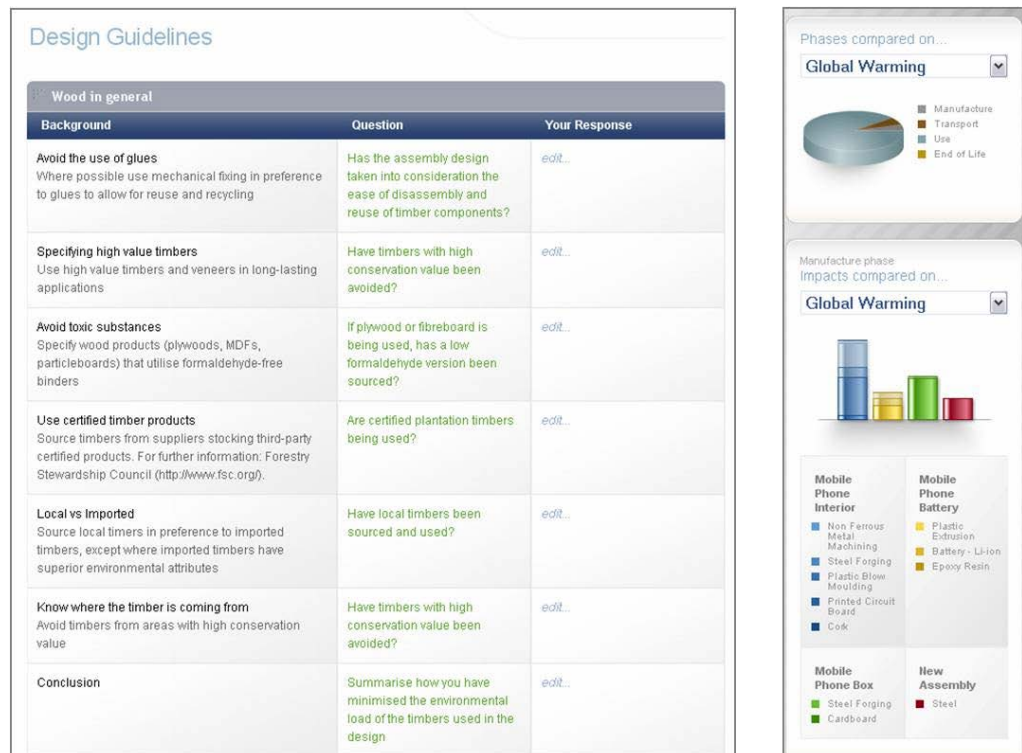 Design Guidelines
Wood in general
Background
Question
Your Response
Avoid the use of glues
Where possible use mechanical fixing in preference
to glues to allow for reuse and recycling
Has the assembly design
taken into consideration the
ease of disassembly and
reuse of timber components?
edit...
Specifying high value timbers
Use high value timbers and veneers in long-lasting
applications
Have timbers with high
conservation value been
avoided?
edit...
Avoid toxic substances
Specify wood products (plywoods, MDFs,
particleboards) that utilise formaldehyde-free
binders
If plywood or fibreboard is
being used, has a low
formaldehyde version been
sourced?
edit...
Use certified timber products
Source timbers from suppliers stocking third-party
certified products. For further information: Forestry
Stewardship Council (http://www.fsc.org/).
Are certified plantation timbers
being used?
edit...
Local vs Imported
Source local timers in preference to imported
timbers, except where imported timbers have
superior environmental attributes
Have local timbers been
sourced and used?
edit...
Know where the timber is coming from
Avoid timbers from areas with high conservation
value
Have timbers with high
conservation value been
avoided?
edit...
Conclusion
Summarise how you have
minimised the environmental
load of the timbers used in the
design
edit...
Phases compared on...
Global Warming
Manufacture
Transport
Use
End of Life
Manufacture phase
Impacts compared on...
Global Warming
Mobile
Phone
Interior
Non Ferrous
Metal
Machining
Steel Forging
Plastic Blow
Moulding
Printed Circuit
Board
Cork
Mobile
Phone
Battery
Plastic
Extrusion
Battery - Li-ion
Epoxy Resin
Mobile
Phone Box
Steel Forging
Cardboard
New
Assembly
Steel